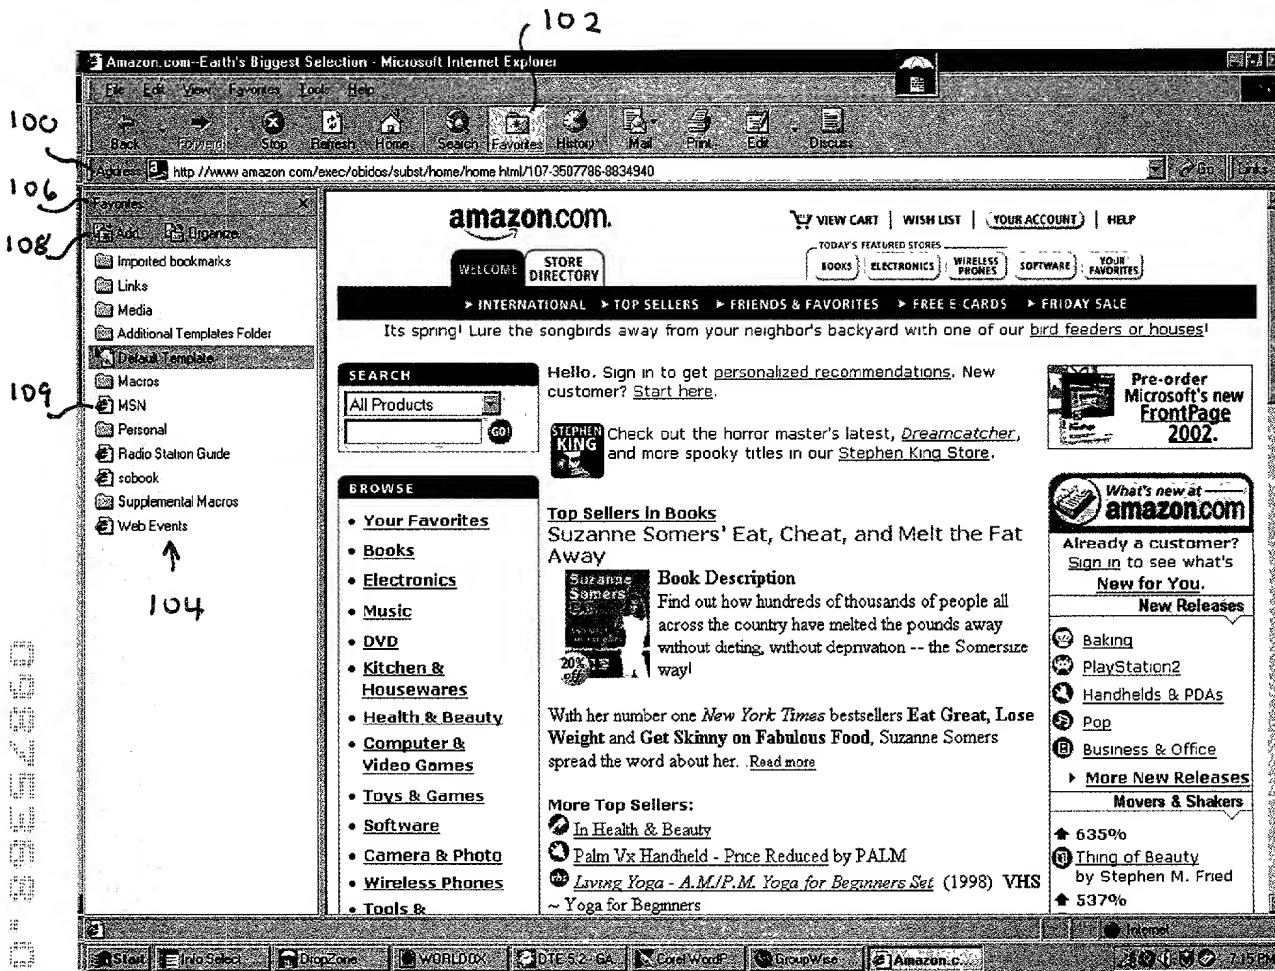 102
Amazon.com--Earth's Biggest Selection - Microsoft Internet Explorer
File Edit View Favorites Tools Help
100
Back Forward Stop Refresh Home Search Favorites History Mail Print Edit Discuss
Address http //www amazon com/exec/obidos/subst/home/home html/107-3507786-8834940 Go Links
106
Favorites x
108
Add Organize
Imported bookmarks
Links
Media
Additional Templates Folder
Default Template
Macros
109
MSN
Personal
Radio Station Guide
sobook
Supplemental Macros
Web Events
104
amazon.com.
VIEW CART | WISH LIST | YOUR ACCOUNT | HELP
WELCOME STORE DIRECTORY
TODAY'S FEATURED STORES
BOOKS ELECTRONICS WIRELESS PHONES SOFTWARE YOUR FAVORITES
INTERNATIONAL TOP SELLERS FRIENDS & FAVORITES FREE E-CARDS FRIDAY SALE
Its spring! Lure the songbirds away from your neighbor's backyard with one of our bird feeders or houses!
SEARCH
All Products
GO!
BROWSE
• Your Favorites
• Books
• Electronics
• Music
• DVD
• Kitchen &
Housewares
• Health & Beauty
• Computer &
Video Games
• Toys & Games
• Software
• Camera & Photo
• Wireless Phones
• Tools &
Hello. Sign in to get personalized recommendations. New
customer? Start here.
STEPHEN KING
Check out the horror master's latest, Dreamcatcher,
and more spooky titles in our Stephen King Store.
Top Sellers in Books
Suzanne Somers' Eat, Cheat, and Melt the Fat
Away
Suzanne
Somers
20% off
Book Description
Find out how hundreds of thousands of people all
across the country have melted the pounds away
without dieting, without deprivation -- the Somersize
way!
With her number one New York Times bestsellers Eat Great, Lose
Weight and Get Skinny on Fabulous Food, Suzanne Somers
spread the word about her. .Read more
More Top Sellers:
In Health & Beauty
Palm Vx Handheld - Price Reduced by PALM
Living Yoga - A.M./P.M. Yoga for Beginners Set (1998) VHS
~ Yoga for Beginners
Pre-order
Microsoft's new
FrontPage
2002.
What's new at
amazon.com
Already a customer?
Sign in to see what's
New for You.
New Releases
Baking
PlayStation2
Handhelds & PDAs
Pop
Business & Office
More New Releases
Movers & Shakers
635%
Thing of Beauty
by Stephen M. Fried
537%
Internet
Start Info Select DropZone WORLDOX DTE 5.2 GA Corel WordP GroupWise Amazon.c... 7:15 PM